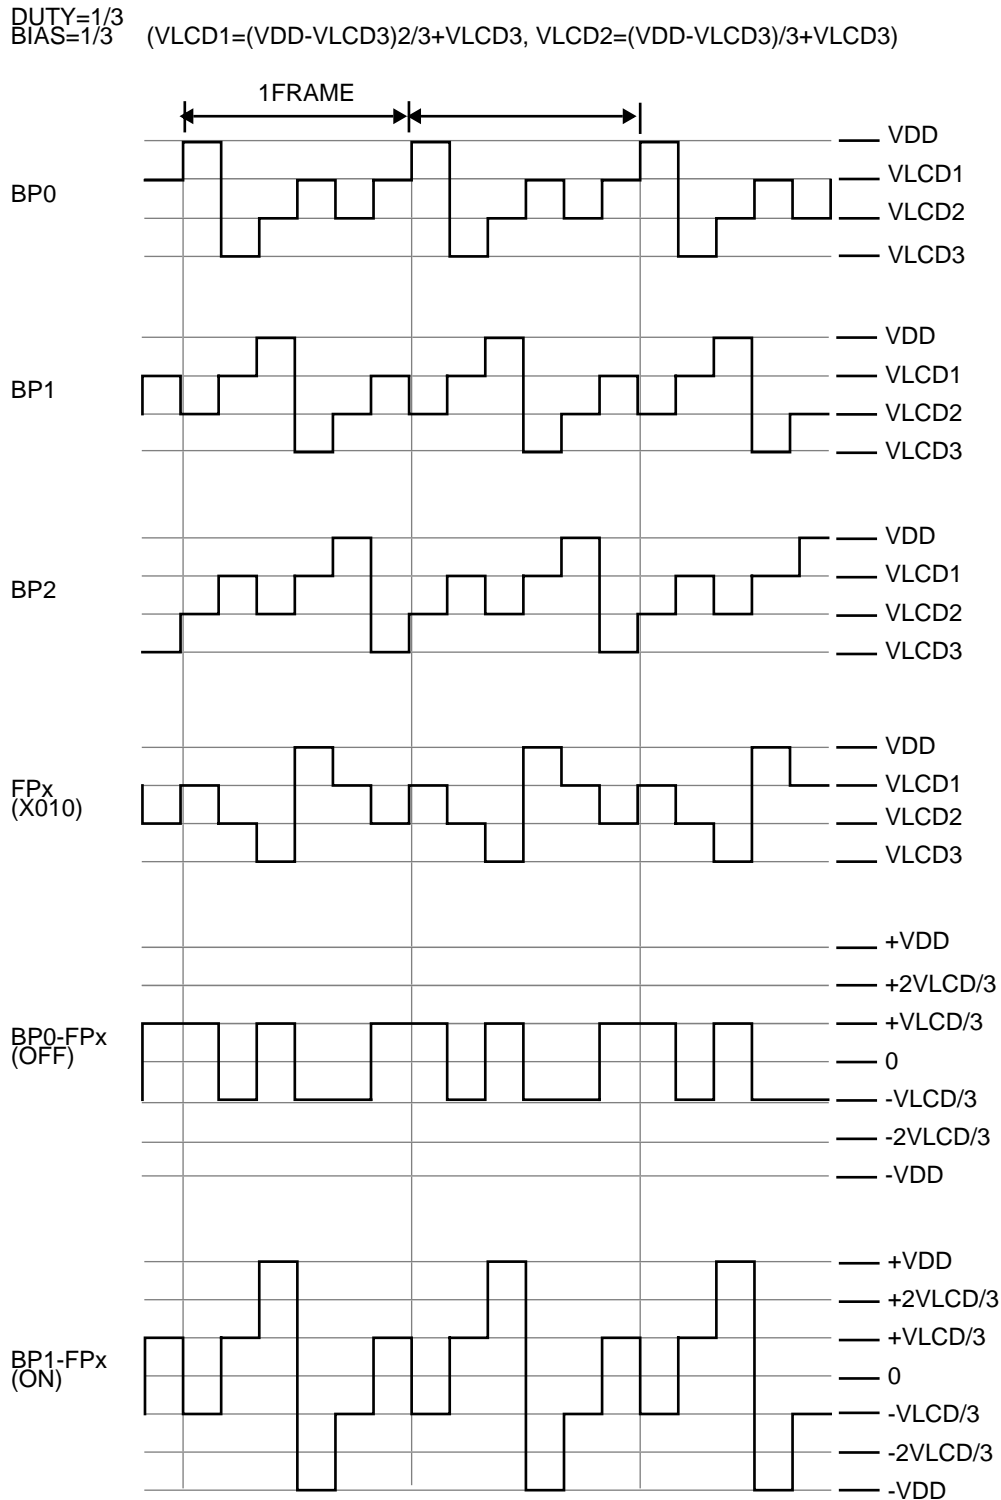 DUTY=1/3
BIAS=1/3 (VLCD1=(VDD-VLCD3)2/3+VLCD3, VLCD2=(VDD-VLCD3)/3+VLCD3)
1FRAME
BP0
VDD
VLCD1
VLCD2
VLCD3
BP1
VDD
VLCD1
VLCD2
VLCD3
BP2
VDD
VLCD1
VLCD2
VLCD3
FPx
(X010)
VDD
VLCD1
VLCD2
VLCD3
BP0-FPx
(OFF)
+VDD
+2VLCD/3
+VLCD/3
0
-VLCD/3
-2VLCD/3
-VDD
BP1-FPx
(ON)
+VDD
+2VLCD/3
+VLCD/3
0
-VLCD/3
-2VLCD/3
-VDD